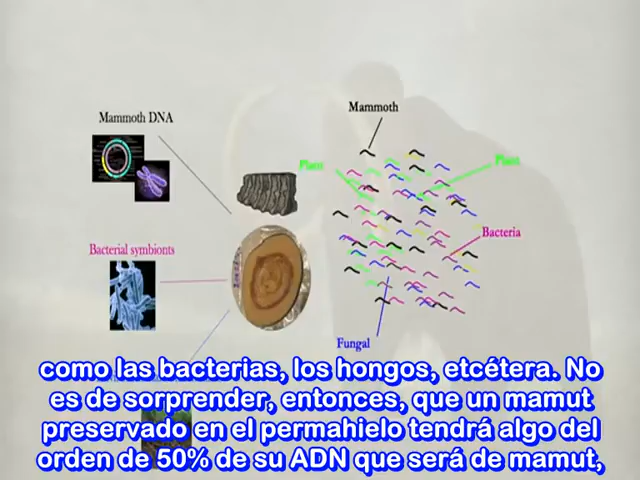 Mammoth
Mammoth DNA
Plant
Plant
Bacteria
Bacterial symbionts
Fungal
como las bacterias, los hongos, etcétera. No
es de sorprender, entonces, que un mamut
preservado en el permahielo tendrá algo del
orden de 50% de su ADN que será de mamut,